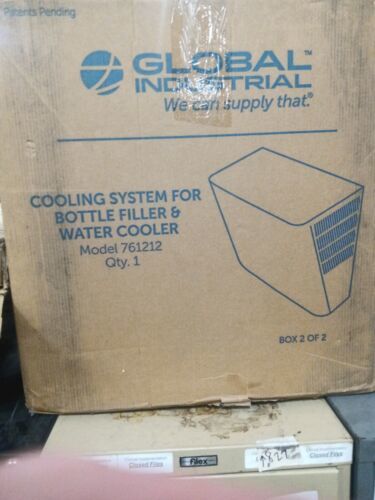 Patents Pending
GLOBAL™
INDUSTRIAL
We can supply that.®
COOLING SYSTEM FOR
BOTTLE FILLER &
WATER COOLER
Model 761212
Qty. 1
BOX 2 OF 2
Closed Files
filex
Closed Files